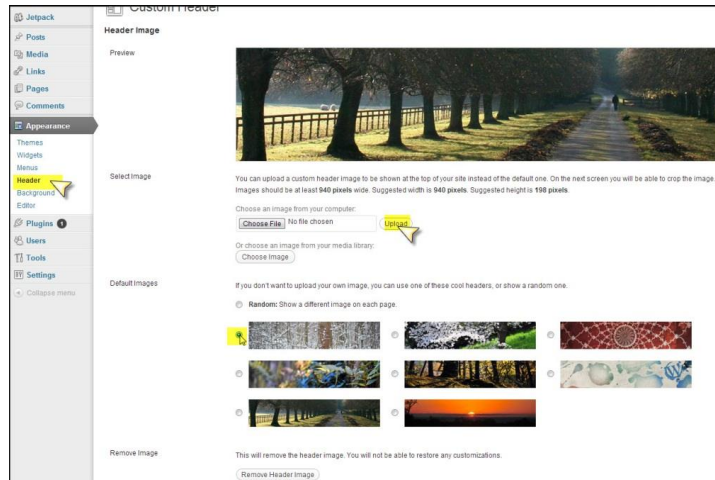 Custom Header
Jetpack
Posts
Media
Links
Pages
Comments
Appearance
Themes
Widgets
Menus
Header
Background
Editor
Plugins 1
Users
Tools
Settings
Collapse menu
Header Image
Preview
Select Image
You can upload a custom header image to be shown at the top of your site instead of the default one. On the next screen you will be able to crop the image.
Images should be at least 940 pixels wide. Suggested width is 940 pixels. Suggested height is 198 pixels.
Choose an image from your computer:
Choose File No file chosen Upload
Or choose an image from your media library:
Choose Image
Default Images
If you don't want to upload your own image, you can use one of these cool headers, or show a random one.
Random: Show a different image on each page.
Remove Image
This will remove the header image. You will not be able to restore any customizations.
Remove Header Image